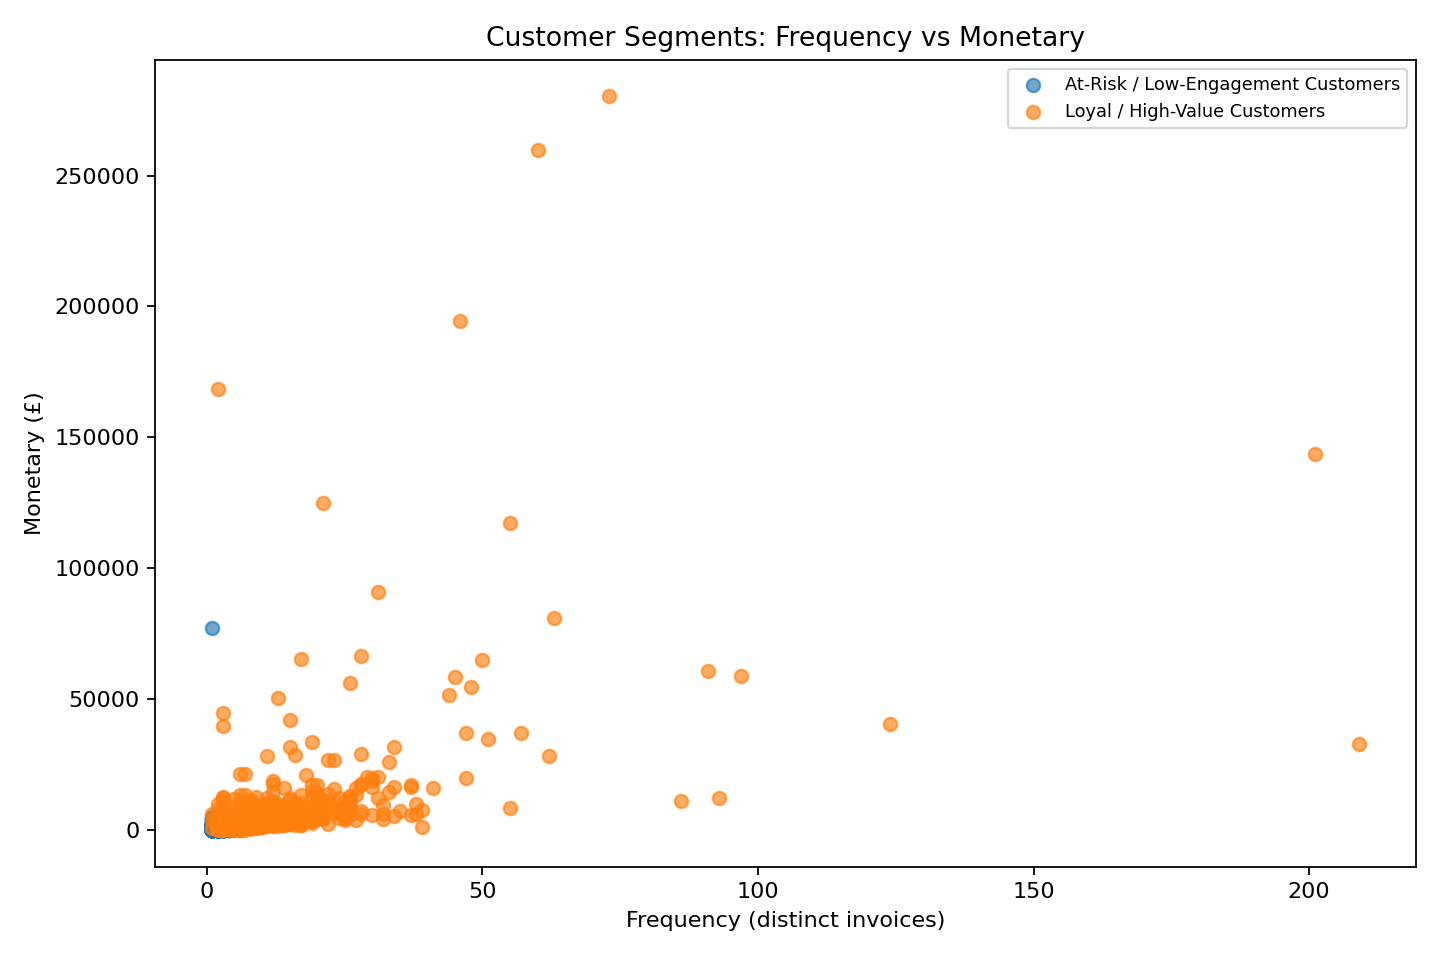 Customer Segments: Frequency vs Monetary
At-Risk / Low-Engagement Customers
Loyal / High-Value Customers
Monetary (£)
250000
200000
150000
100000
50000
0
0 50 100 150 200
Frequency (distinct invoices)